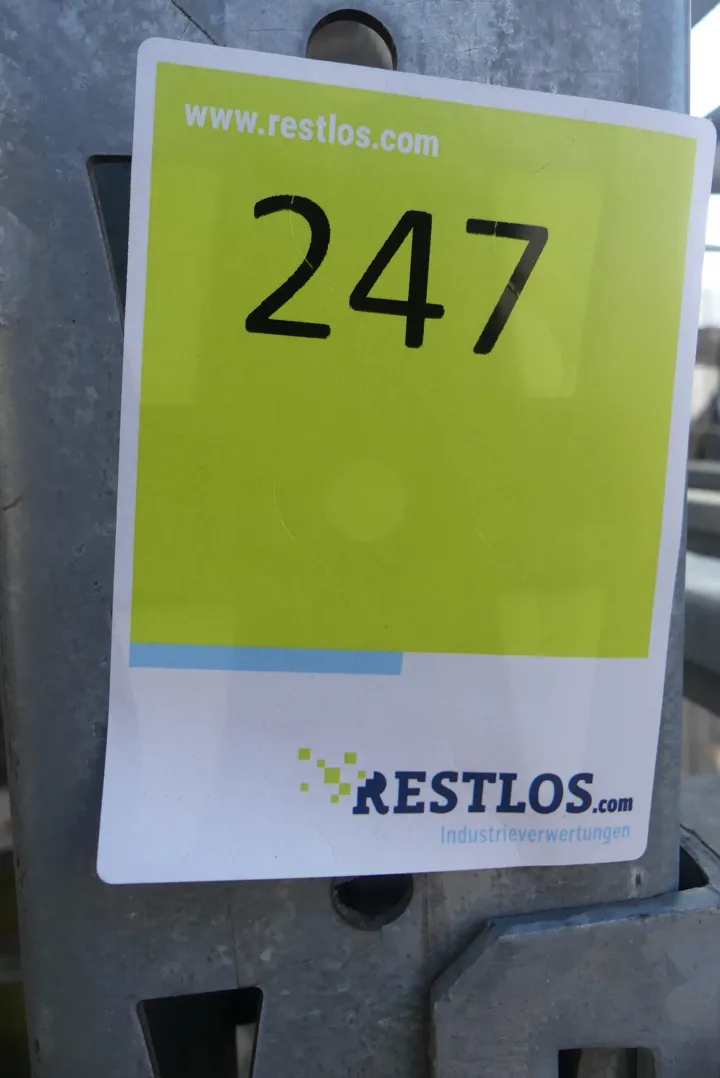 www.restlos.com
247
RESTLOS.com
Industrieverwertungen